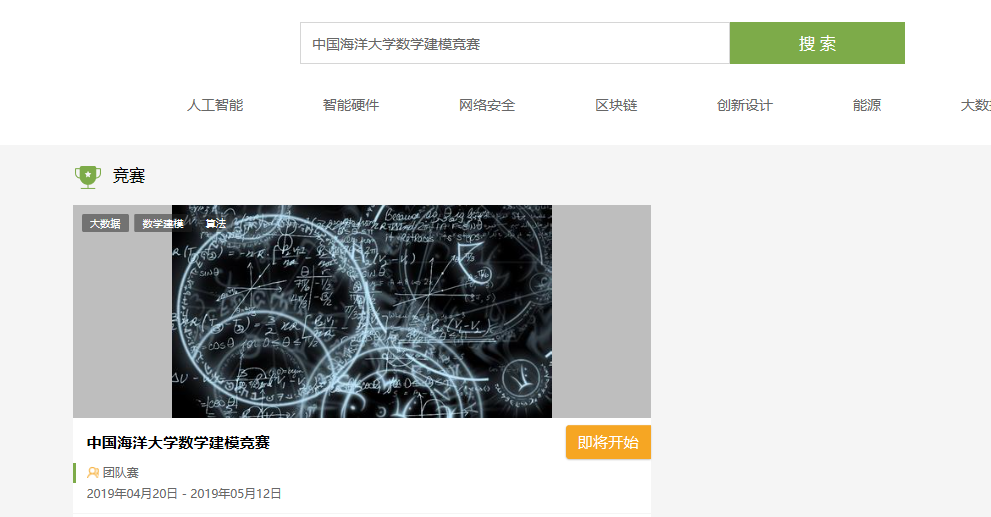 中国海洋大学数学建模竞赛
搜 索
人工智能 智能硬件 网络安全 区块链 创新设计 能源 大数
竞赛
大数据 数学建模 算法
中国海洋大学数学建模竞赛
即将开始
团队赛
2019年04月20日 - 2019年05月12日